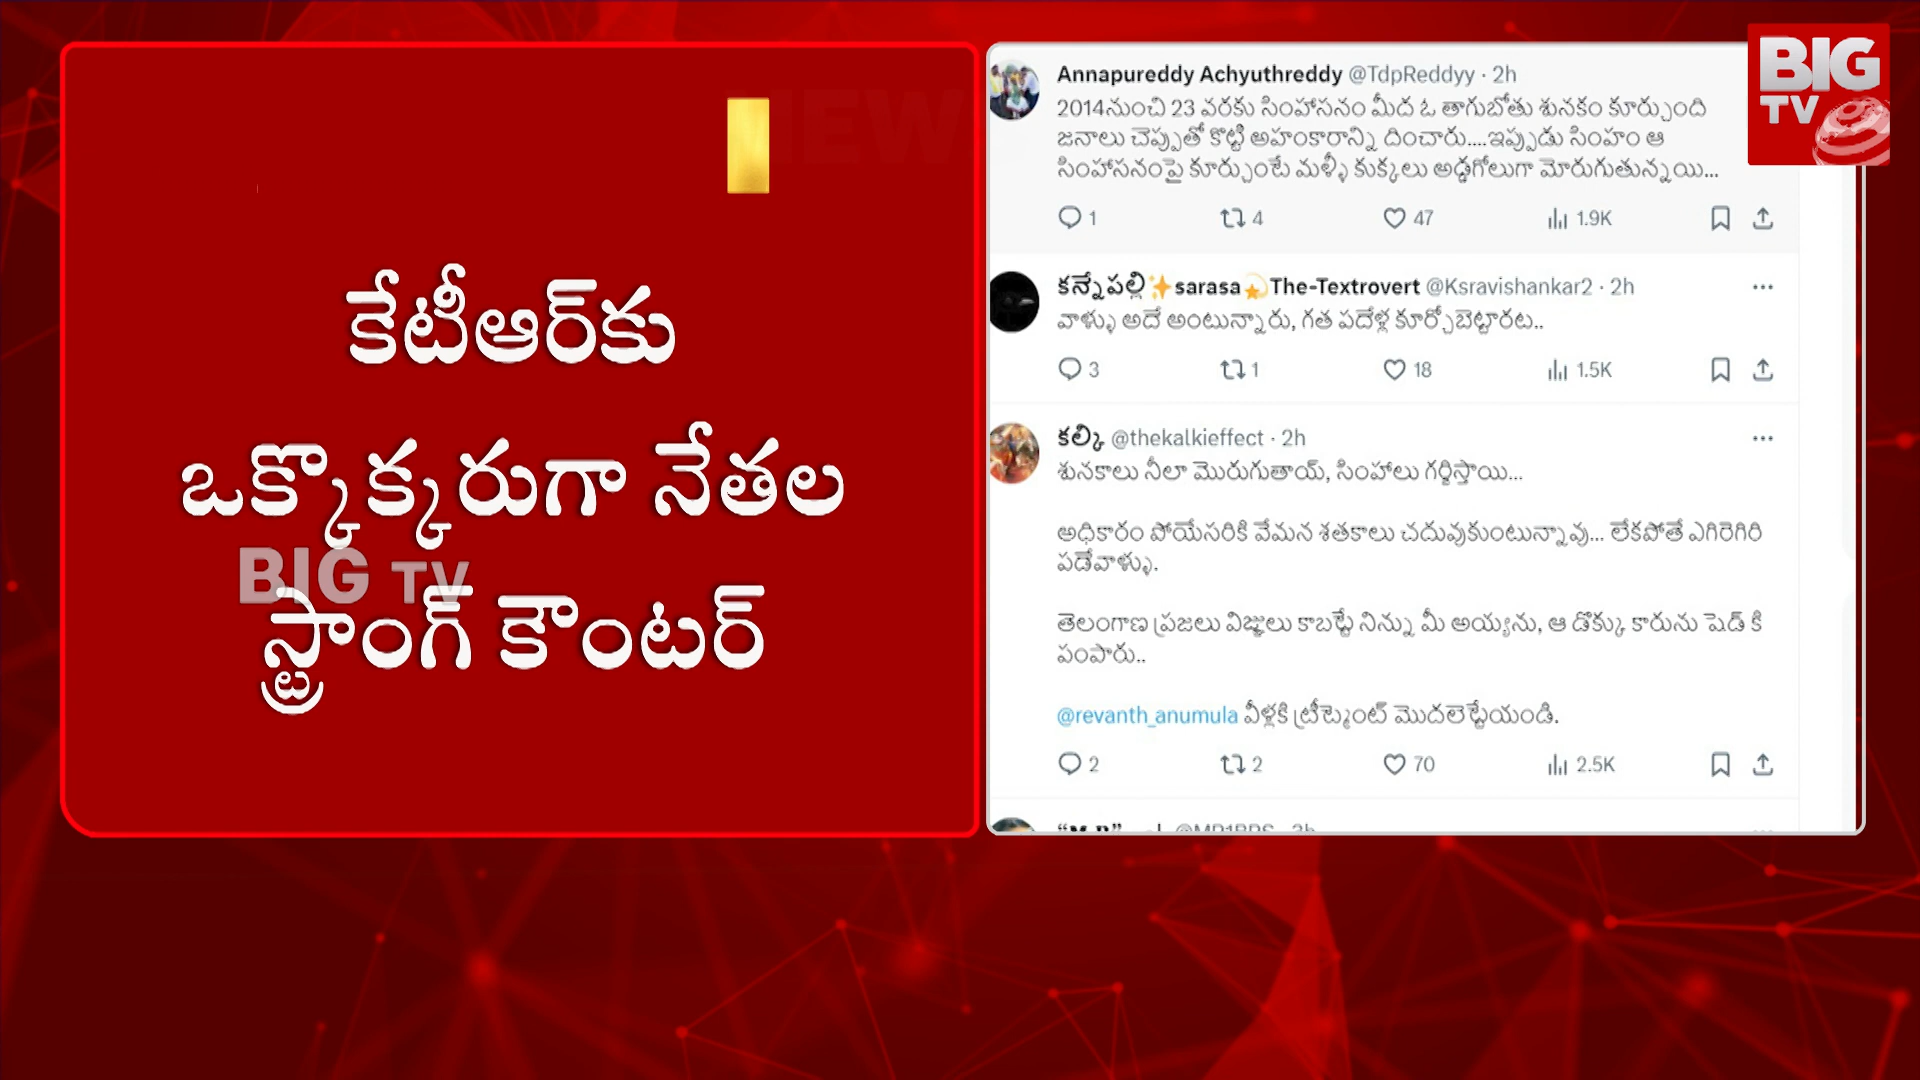 కేటీఆర్‌కు
ఒక్కొక్కరుగా నేతల
స్ట్రాంగ్ కౌంటర్
BIG TV
NEW
BIG
TV
Annapureddy Achyuthreddy @TdpReddyy · 2h
2014నుంచి 23 వరకు సింహాసనం మీద ఓ తాగుబోతు శునకం కూర్చుంది
జనాలు చెప్పుతో కొట్టి అహంకారాన్ని దించారు....ఇప్పుడు సింహం ఆ
సింహాసనంపై కూర్చుంటే మళ్ళీ కుక్కలు అడ్డగోలుగా మోరుగుతున్నయి...
1 4 47 1.9K
కన్నేపల్లి✨sarasa💫The-Textrovert @Ksravishankar2 · 2h
వాళ్ళు అదే అంటున్నారు, గత పదేళ్ల కూర్చోబెట్టారట..
3 1 18 1.5K
కల్కి @thekalkieffect · 2h
శునకాలు నీలా మొరుగుతాయ్, సింహాలు గర్జిస్తాయి...
అధికారం పోయేసరికి వేమన శతకాలు చదువుకుంటున్నావు... లేకపోతే ఎగిరెగిరి
పడేవాళ్ళు.
తెలంగాణ ప్రజలు విజ్ఞులు కాబట్టే నిన్ను మీ అయ్యను, ఆ డొక్కు కారును షెడ్ కి
పంపారు..
@revanth_anumula వీళ్లకి ట్రీట్మెంట్ మొదలెట్టేయండి.
2 2 70 2.5K